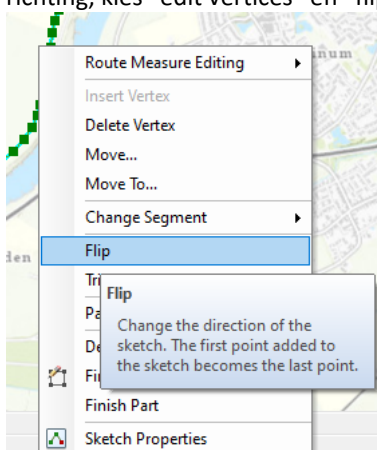 richting, kies "edit vertices" en "flip
Route Measure Editing
Insert Vertex
Delete Vertex
Move...
Move To...
Change Segment
Flip
Flip
Change the direction of the
sketch. The first point added to
the sketch becomes the last point.
Finish Part
Sketch Properties